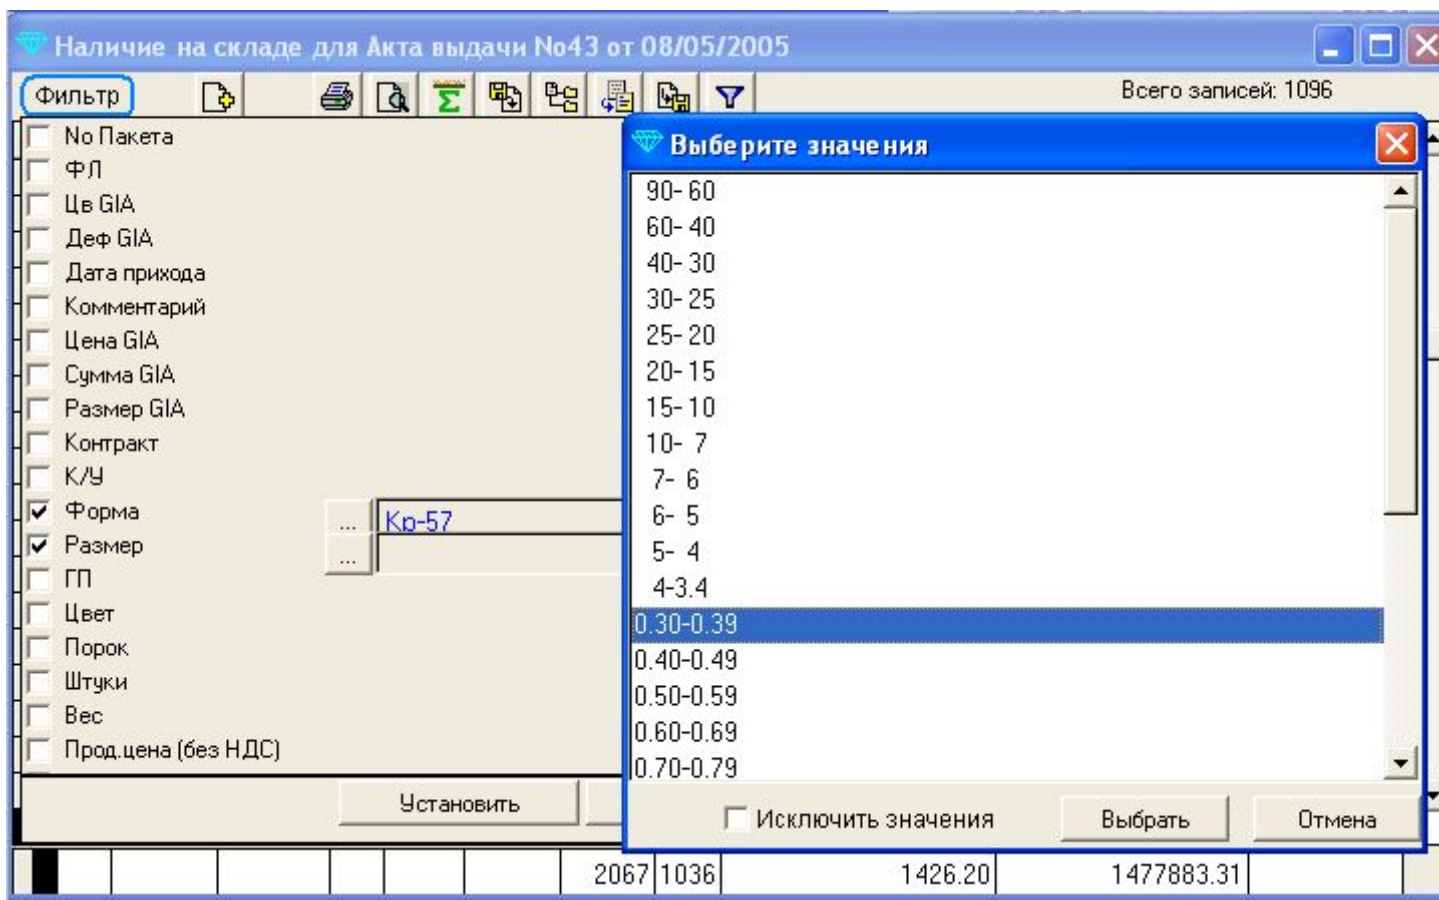 Наличие на складе для Акта выдачи No43 от 08/05/2005
Фильтр
Всего записей: 1096
No Пакета
ФЛ
Цв GIA
Деф GIA
Дата прихода
Комментарий
Цена GIA
Сумма GIA
Размер GIA
Контракт
К/У
Форма
... Кр-57
Размер
...
ГП
Цвет
Порок
Штуки
Вес
Прод.цена (без НДС)
Установить
Выберите значения
90- 60
60- 40
40- 30
30- 25
25- 20
20- 15
15- 10
10- 7
7- 6
6- 5
5- 4
4-3.4
0.30-0.39
0.40-0.49
0.50-0.59
0.60-0.69
0.70-0.79
Исключить значения
Выбрать
Отмена
2067 1036 1426.20 1477883.31